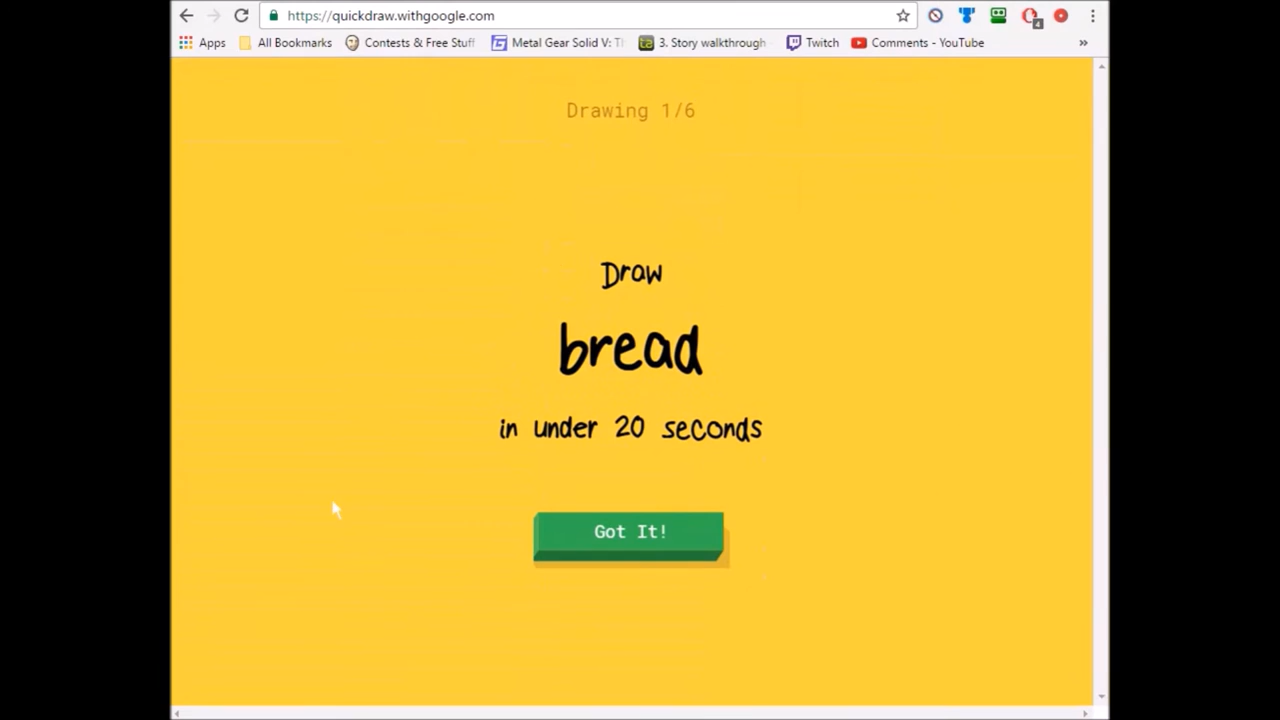 https://quickdraw.withgoogle.com
4
Apps All Bookmarks Contests & Free Stuff Metal Gear Solid V: Th 3. Story walkthrough Twitch Comments - YouTube »
Drawing 1/6
Draw
bread
in under 20 seconds
Got It!